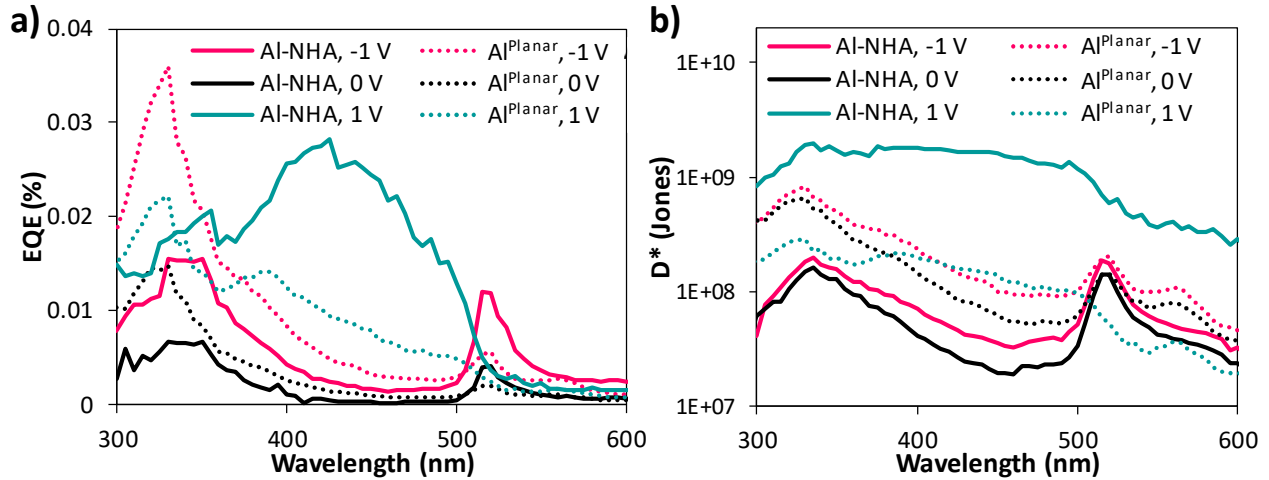 a)
EQE (%)
0.04
0.03
0.02
0.01
0
Al-NHA, -1 V
Al-NHA, 0 V
Al-NHA, 1 V
Al^Planar, -1 V
Al^Planar, 0 V
Al^Planar, 1 V
300 400 500 600
Wavelength (nm)
b)
D* (Jones)
1E+10
1E+09
1E+08
1E+07
Al-NHA, -1 V
Al-NHA, 0 V
Al-NHA, 1 V
Al^Planar, -1 V
Al^Planar, 0 V
Al^Planar, 1 V
300 400 500 600
Wavelength (nm)